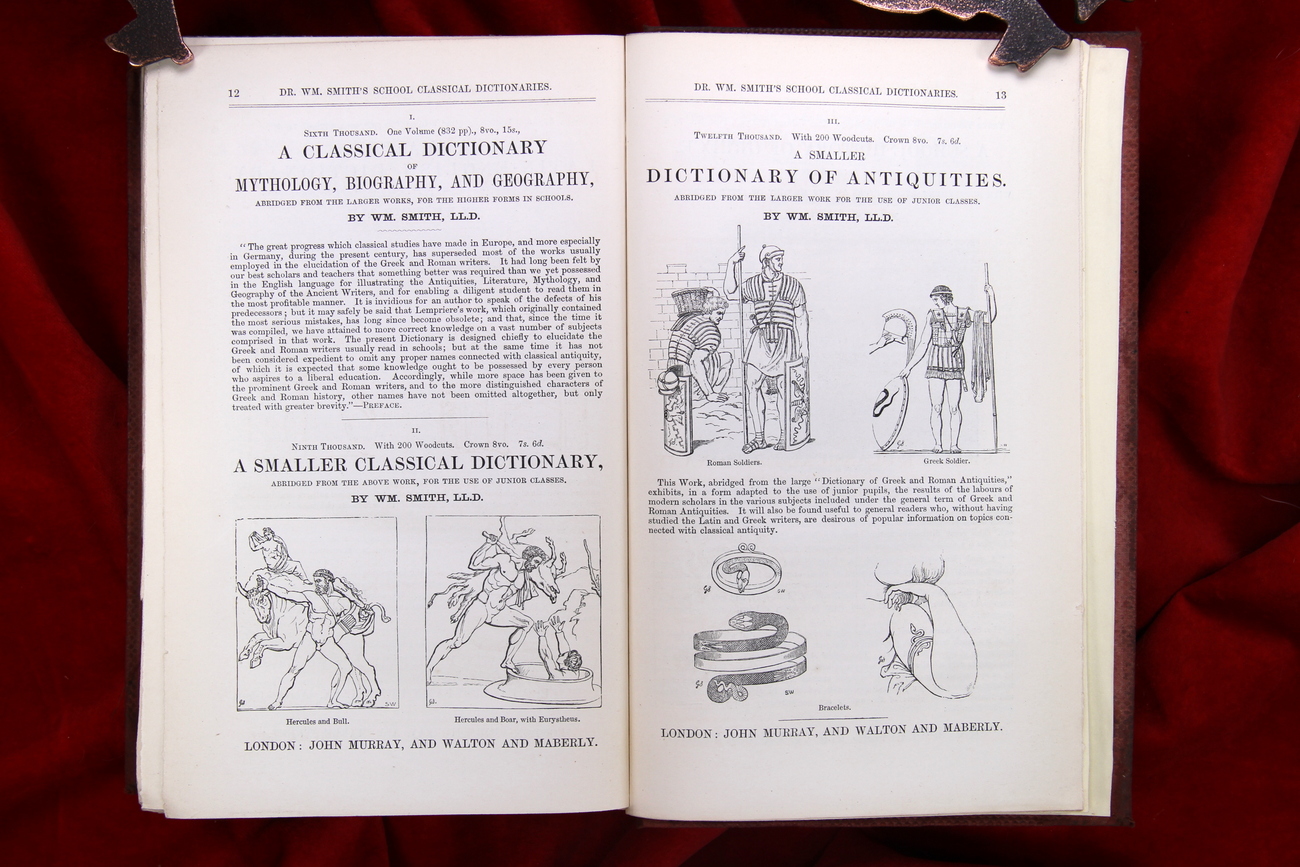 12 DR. WM. SMITH'S SCHOOL CLASSICAL DICTIONARIES.
I.
SIXTH THOUSAND. One Volume (832 pp)., 8vo., 15s.,
A CLASSICAL DICTIONARY
OF
MYTHOLOGY, BIOGRAPHY, AND GEOGRAPHY,
ABRIDGED FROM THE LARGER WORKS, FOR THE HIGHER FORMS IN SCHOOLS.
BY WM. SMITH, LL.D.
“The great progress which classical studies have made in Europe, and more especially
in Germany, during the present century, has superseded most of the works usually
employed in the elucidation of the Greek and Roman writers. It had long been felt by
our best scholars and teachers that something better was required than we yet possessed
in the English language for illustrating the Antiquities, Literature, Mythology, and
Geography of the Ancient Writers, and for enabling a diligent student to read them in
the most profitable manner. It is invidious for an author to speak of the defects of his
predecessors; but it may safely be said that Lempriere's work, which originally contained
the most serious mistakes, has long since become obsolete; and that, since the time it
was compiled, we have attained to more correct knowledge on a vast number of subjects
comprised in that work. The present Dictionary is designed chiefly to elucidate the
Greek and Roman writers usually read in schools; but at the same time it has not
been considered expedient to omit any proper names connected with classical antiquity,
of which it is expected that some knowledge ought to be possessed by every person
who aspires to a liberal education. Accordingly, while more space has been given to
the prominent Greek and Roman writers, and to the more distinguished characters of
Greek and Roman history, other names have not been omitted altogether, but only
treated with greater brevity.”—PREFACE.
II.
NINTH THOUSAND. With 200 Woodcuts. Crown 8vo. 7s. 6d.
A SMALLER CLASSICAL DICTIONARY,
ABRIDGED FROM THE ABOVE WORK, FOR THE USE OF JUNIOR CLASSES.
BY WM. SMITH, LL.D.
SW
Hercules and Bull.
Hercules and Boar, with Eurystheus.
LONDON: JOHN MURRAY, AND WALTON AND MABERLY.
DR. WM. SMITH'S SCHOOL CLASSICAL DICTIONARIES. 13
III.
TWELFTH THOUSAND. With 200 Woodcuts. Crown 8vo. 7s. 6d.
A SMALLER
DICTIONARY OF ANTIQUITIES.
ABRIDGED FROM THE LARGER WORK FOR THE USE OF JUNIOR CLASSES.
BY WM. SMITH, LL.D.
Roman Soldiers.
Greek Soldier.
This Work, abridged from the large “Dictionary of Greek and Roman Antiquities,”
exhibits, in a form adapted to the use of junior pupils, the results of the labours of
modern scholars in the various subjects included under the general term of Greek and
Roman Antiquities. It will also be found useful to general readers who, without having
studied the Latin and Greek writers, are desirous of popular information on topics con-
nected with classical antiquity.
SW
SW
Bracelets.
LONDON: JOHN MURRAY, AND WALTON AND MABERLY.